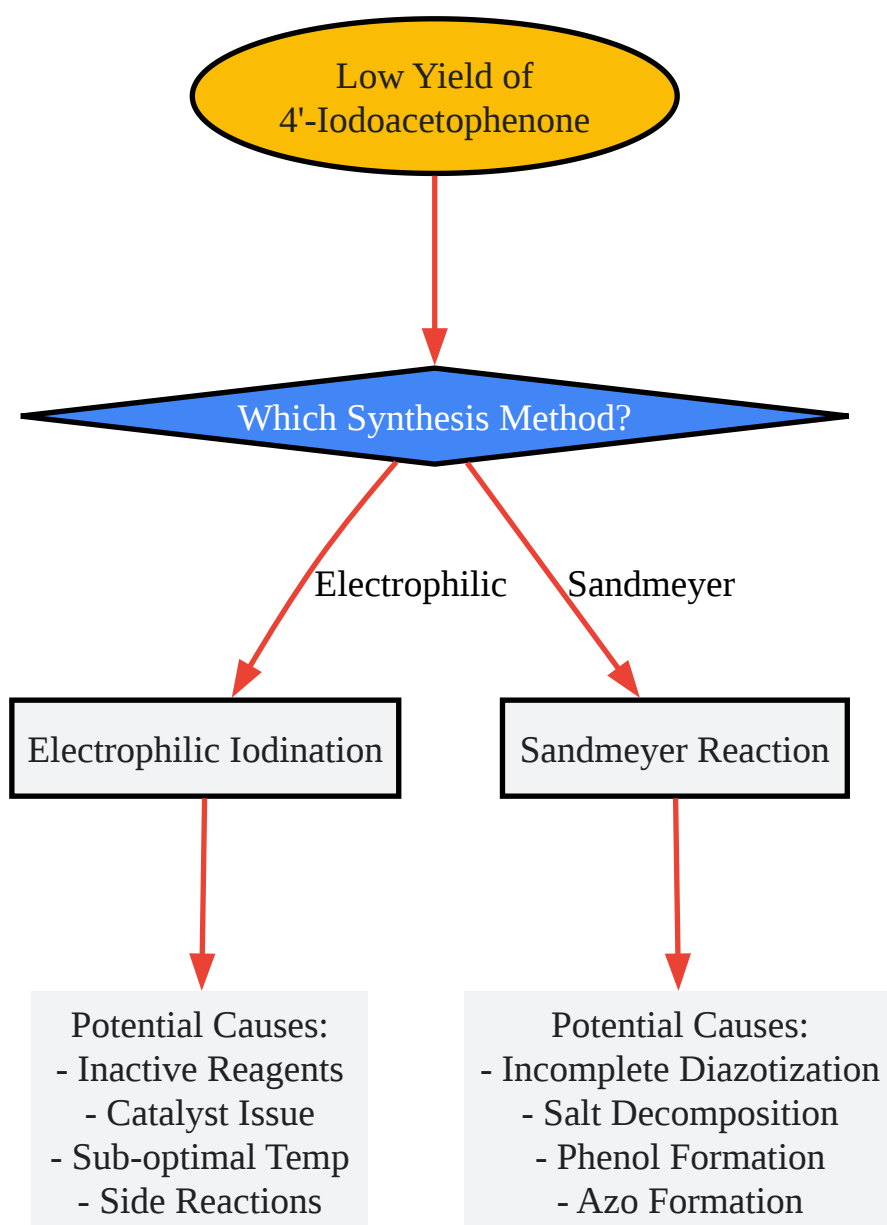 Low Yield of
4'-Iodoacetophenone
Which Synthesis Method?
Electrophilic
Sandmeyer
Electrophilic Iodination
Sandmeyer Reaction
Potential Causes:
- Inactive Reagents
- Catalyst Issue
- Sub-optimal Temp
- Side Reactions
Potential Causes:
- Incomplete Diazotization
- Salt Decomposition
- Phenol Formation
- Azo Formation